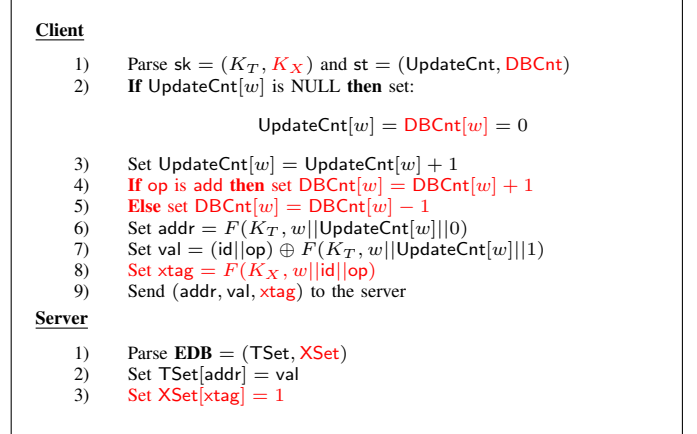 Client
1) Parse sk = (K_T, K_X) and st = (UpdateCnt, DBCnt)
2) If UpdateCnt[w] is NULL then set:
UpdateCnt[w] = DBCnt[w] = 0
3) Set UpdateCnt[w] = UpdateCnt[w] + 1
4) If op is add then set DBCnt[w] = DBCnt[w] + 1
5) Else set DBCnt[w] = DBCnt[w] − 1
6) Set addr = F(K_T, w||UpdateCnt[w]||0)
7) Set val = (id||op) ⊕ F(K_T, w||UpdateCnt[w]||1)
8) Set xtag = F(K_X, w||id||op)
9) Send (addr, val, xtag) to the server
Server
1) Parse EDB = (TSet, XSet)
2) Set TSet[addr] = val
3) Set XSet[xtag] = 1